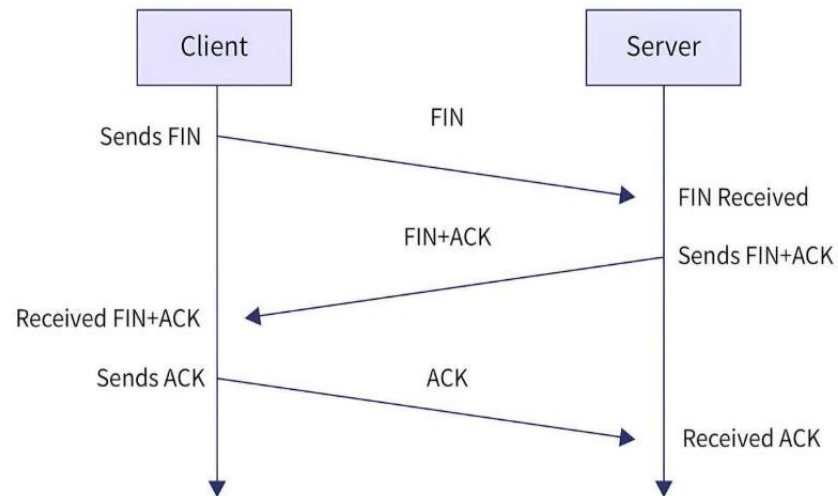 Client
Server
FIN
Sends FIN
FIN Received
FIN+ACK
Sends FIN+ACK
Received FIN+ACK
Sends ACK
ACK
Received ACK